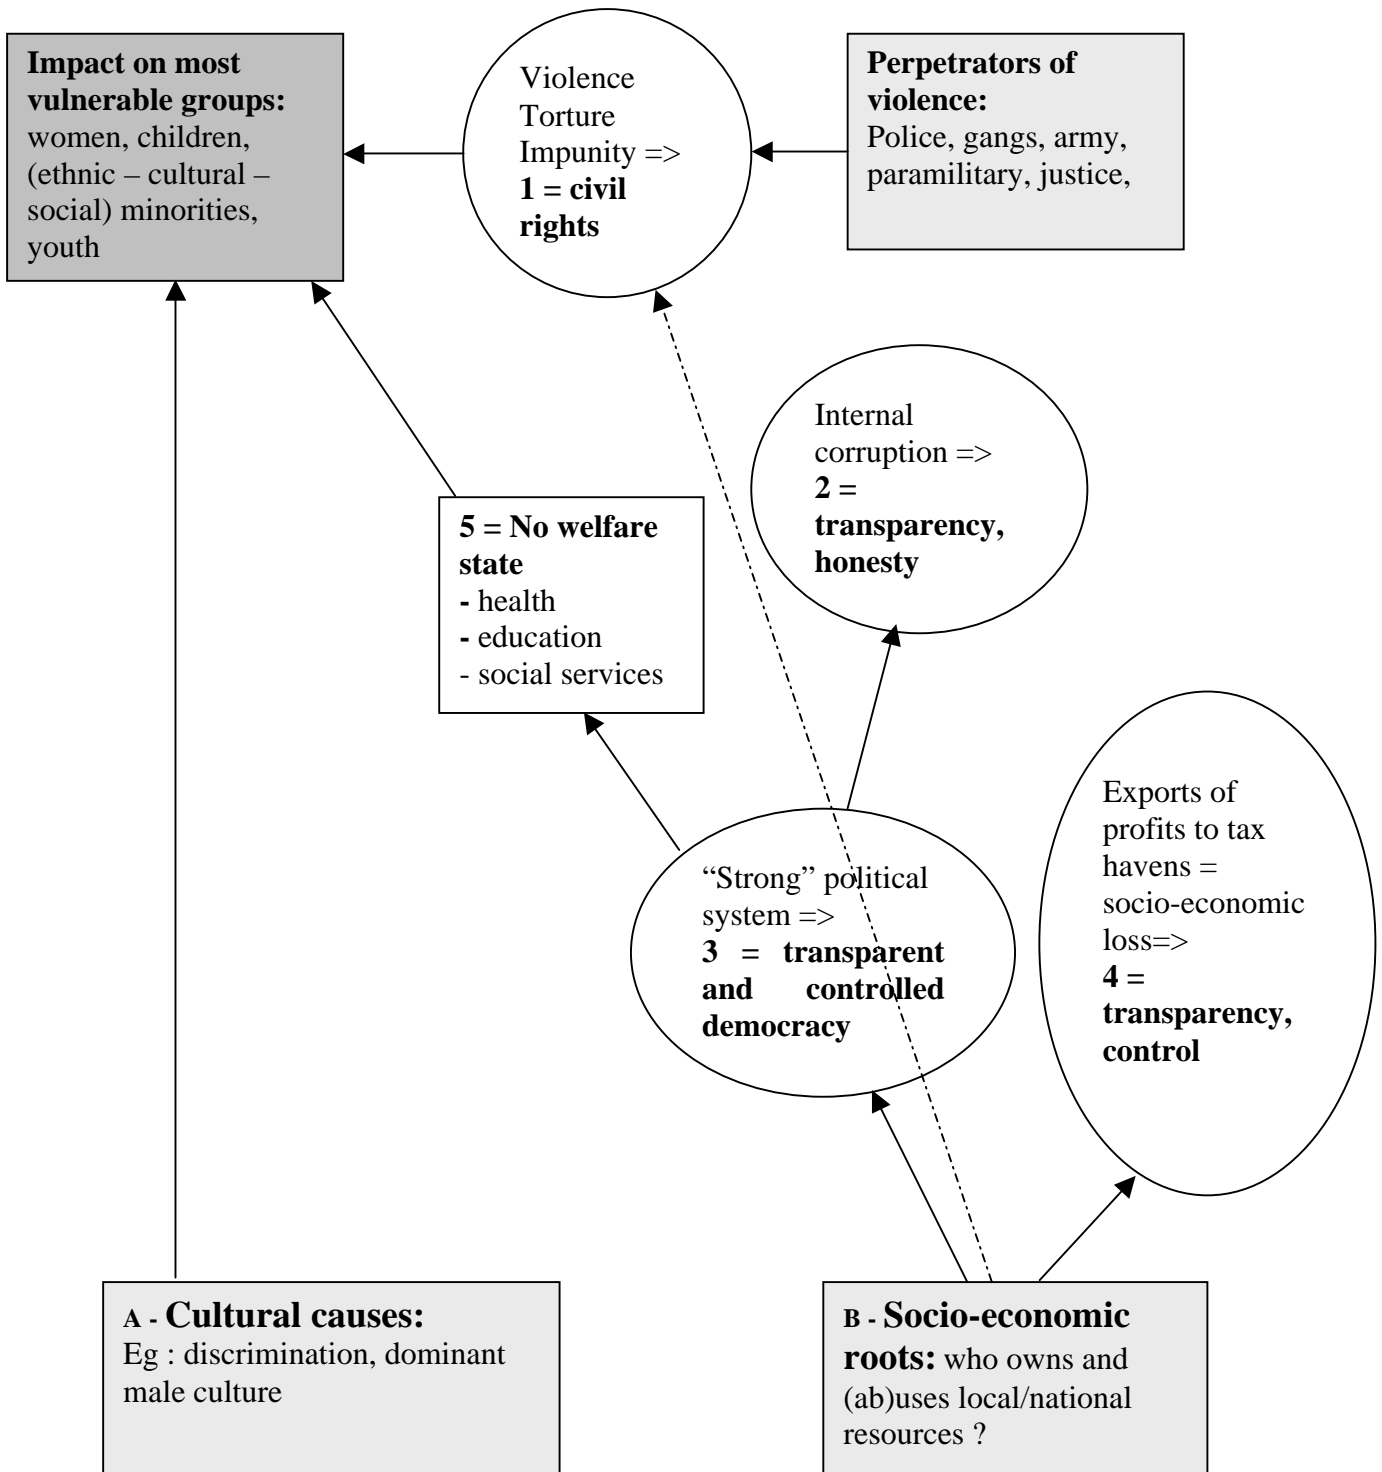 Impact on most
vulnerable groups:
women, children,
(ethnic – cultural –
social) minorities,
youth
Violence
Torture
Impunity =>
1 = civil
rights
Perpetrators of
violence:
Police, gangs, army,
paramilitary, justice,
Internal
corruption =>
2 =
transparency,
honesty
5 = No welfare
state
- health
- education
- social services
“Strong” political
system =>
3 = transparent
and controlled
democracy
Exports of
profits to tax
havens =
socio-economic
loss=>
4 =
transparency,
control
A - Cultural causes:
Eg : discrimination, dominant
male culture
B - Socio-economic
roots: who owns and
(ab)uses local/national
resources ?